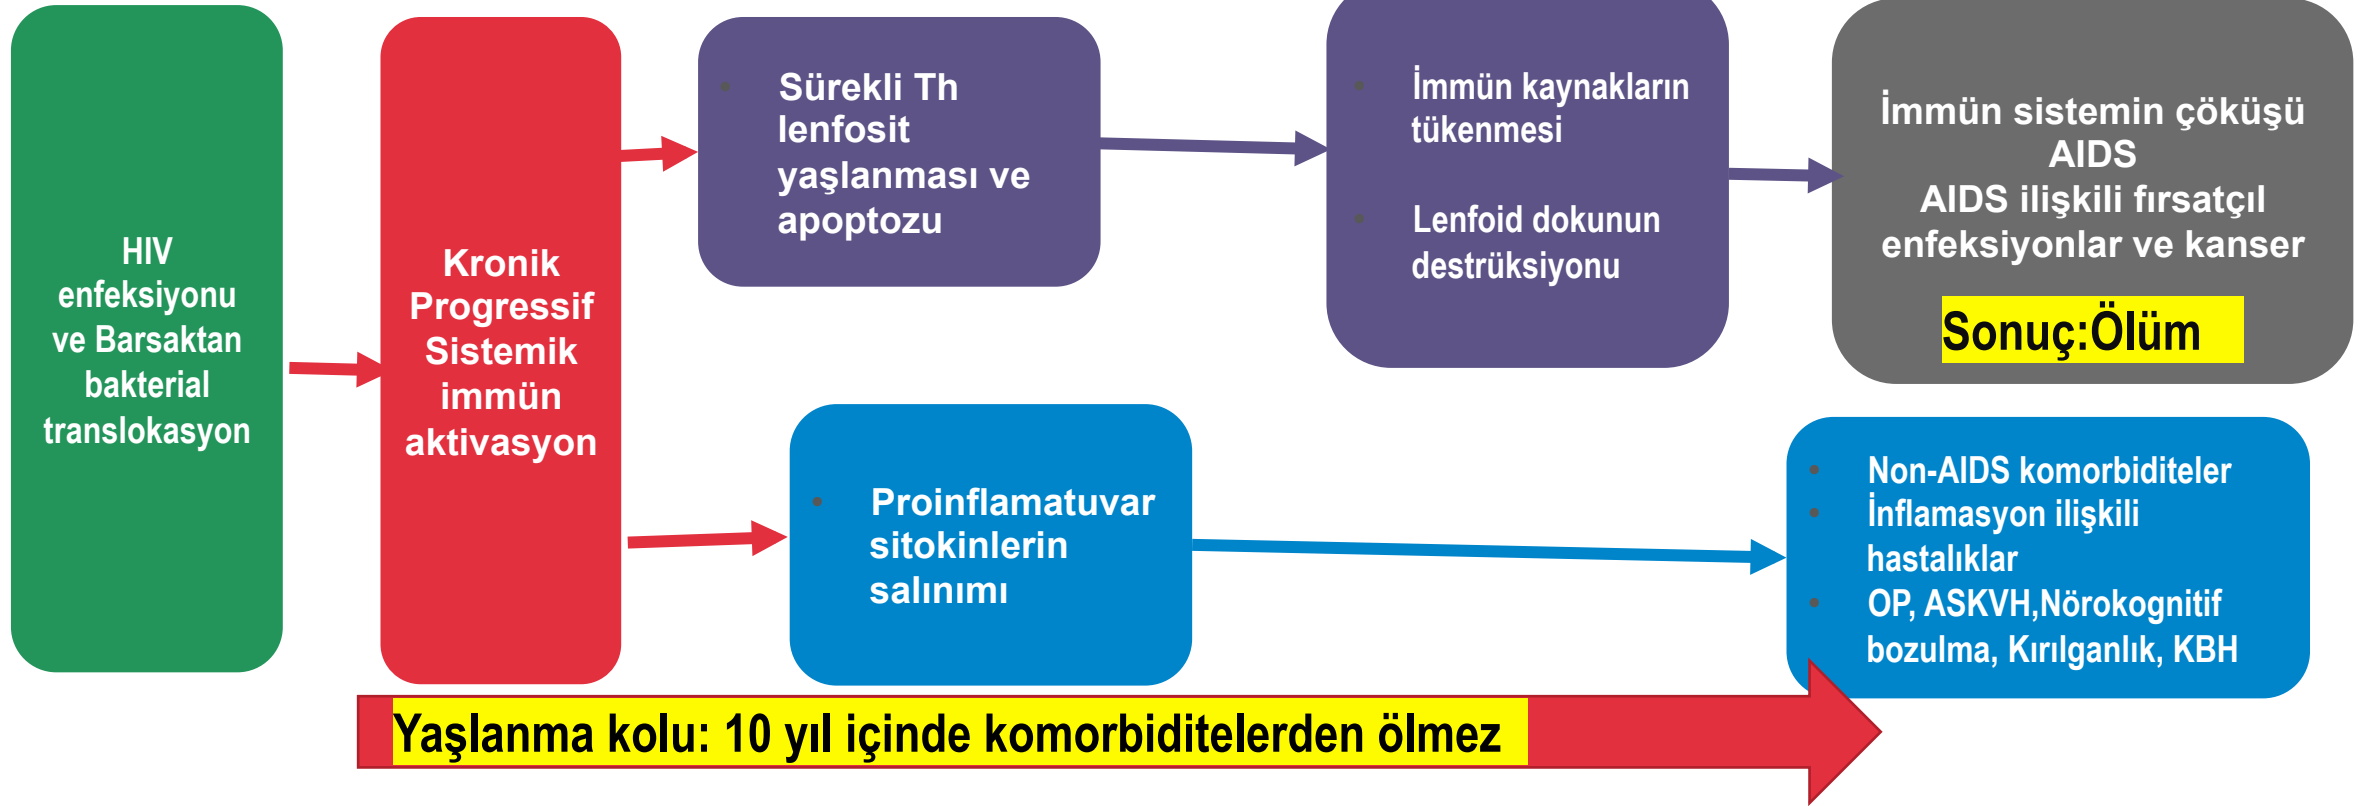 HIV
enfeksiyonu
ve Barsaktan
bakterial
translokasyon
Kronik
Progressif
Sistemik
immün
aktivasyon
• Sürekli Th
lenfosit
yaşlanması ve
apoptozu
• İmmün kaynakların
tükenmesi
• Lenfoid dokunun
destrüksiyonu
İmmün sistemin çöküşü
AIDS
AIDS ilişkili fırsatçıl
enfeksiyonlar ve kanser
Sonuç:Ölüm
• Proinflamatuvar
sitokinlerin
salınımı
• Non-AIDS komorbiditeler
• İnflamasyon ilişkili
hastalıklar
• OP, ASKVH,Nörokognitif
bozulma, Kırılganlık, KBH
Yaşlanma kolu: 10 yıl içinde komorbiditelerden ölmez